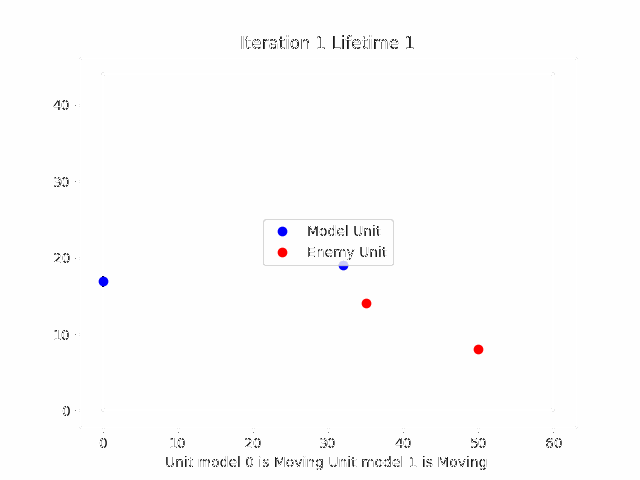 Iteration 1 Lifetime 1
40
30
20
10
0
Model Unit
Enemy Unit
0 10 20 30 40 50 60
Unit model 0 is Moving Unit model 1 is Moving